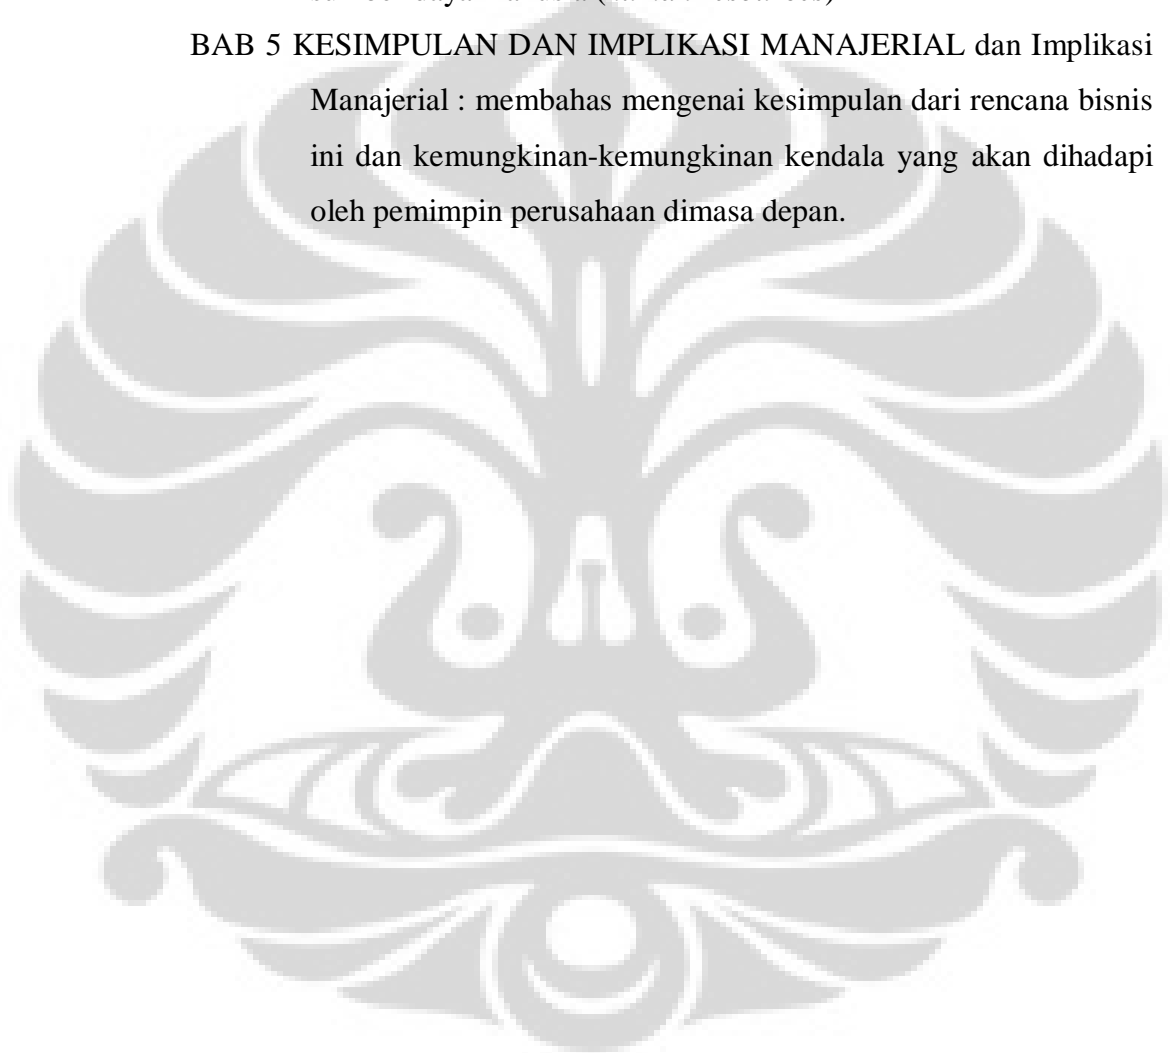 BAB 5 KESIMPULAN DAN IMPLIKASI MANAJERIAL dan Implikasi
Manajerial : membahas mengenai kesimpulan dari rencana bisnis
ini dan kemungkinan-kemungkinan kendala yang akan dihadapi
oleh pemimpin perusahaan dimasa depan.